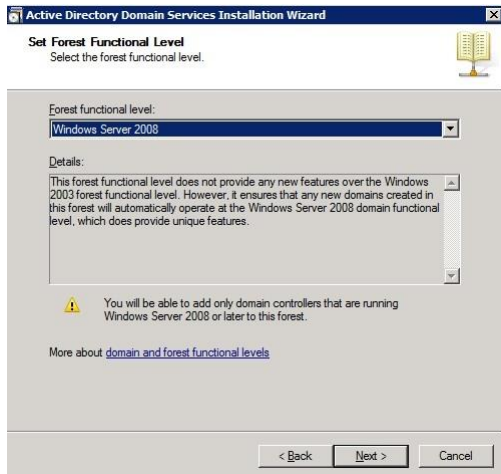 Active Directory Domain Services Installation Wizard
Set Forest Functional Level
Select the forest functional level.
Forest functional level:
Windows Server 2008
Details:
This forest functional level does not provide any new features over the Windows
2003 forest functional level. However, it ensures that any new domains created in
this forest will automatically operate at the Windows Server 2008 domain functional
level, which does provide unique features.
You will be able to add only domain controllers that are running
Windows Server 2008 or later to this forest.
More about domain and forest functional levels
< Back Next > Cancel